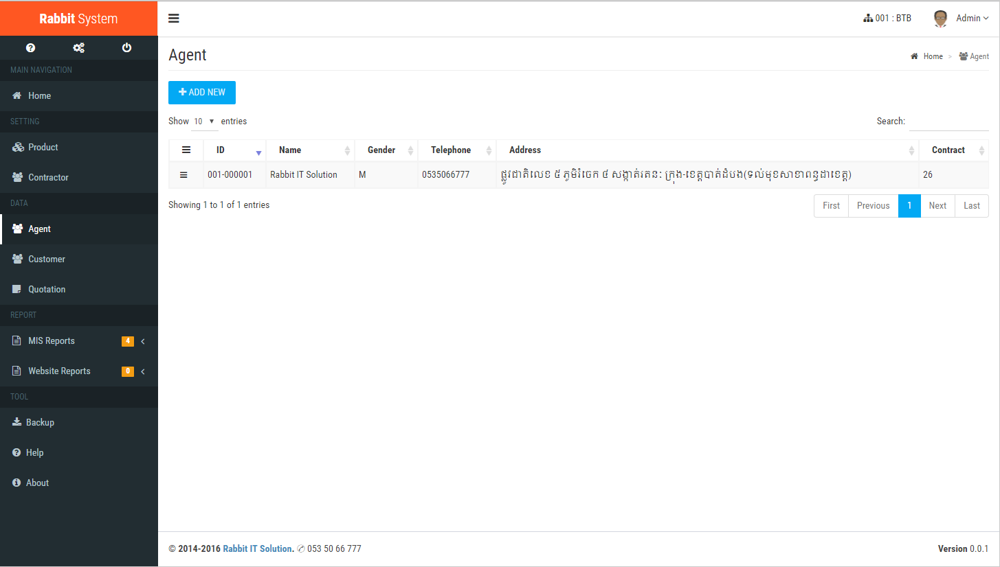 Rabbit System
001 : BTB
Admin
MAIN NAVIGATION
Home
SETTING
Product
Contractor
DATA
Agent
Customer
Quotation
REPORT
MIS Reports 4
Website Reports 0
TOOL
Backup
Help
About
Agent
Home > Agent
ADD NEW
Show 10 entries
Search:
ID Name Gender Telephone Address Contract
001-000001 Rabbit IT Solution M 0535066777 ផ្លូវជាតិលេខ ៥ ភូមិរំចេក ៤ សង្កាត់រតនៈ ក្រុង-ខេត្តបាត់ដំបង(ទល់មុខសាខាពន្ធដាខេត្ត) 26
Showing 1 to 1 of 1 entries
First Previous 1 Next Last
© 2014-2016 Rabbit IT Solution. ✆ 053 50 66 777
Version 0.0.1